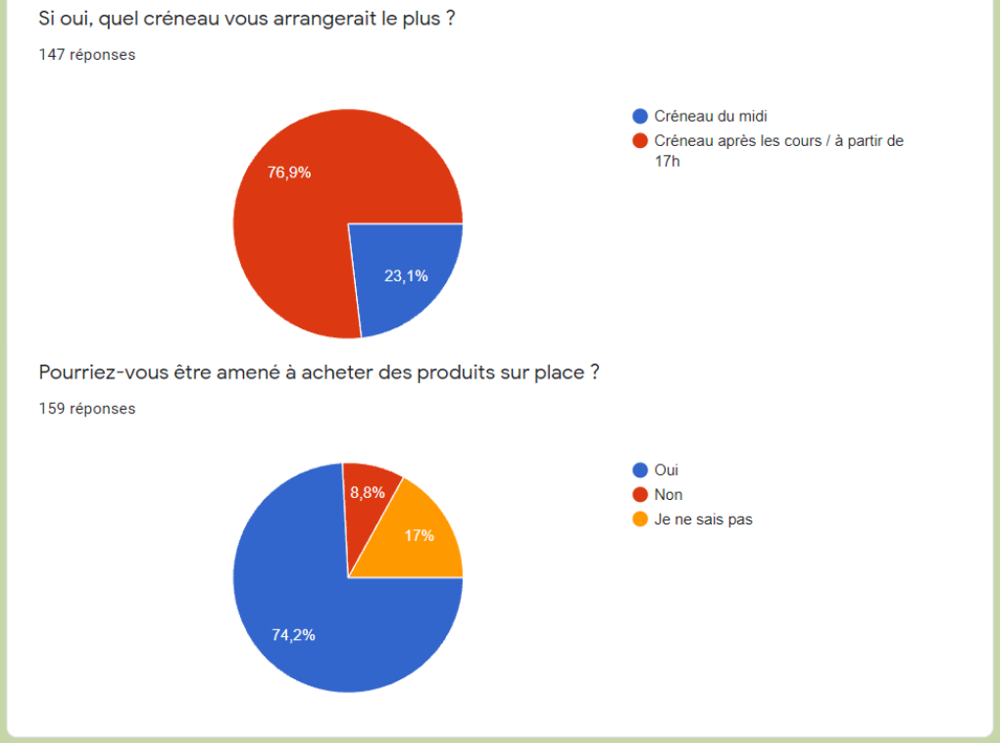 Si oui, quel créneau vous arrangerait le plus ?
147 réponses
76,9%
23,1%
Créneau du midi
Créneau après les cours / à partir de
17h
Pourriez-vous être amené à acheter des produits sur place ?
159 réponses
8,8%
17%
74,2%
Oui
Non
Je ne sais pas